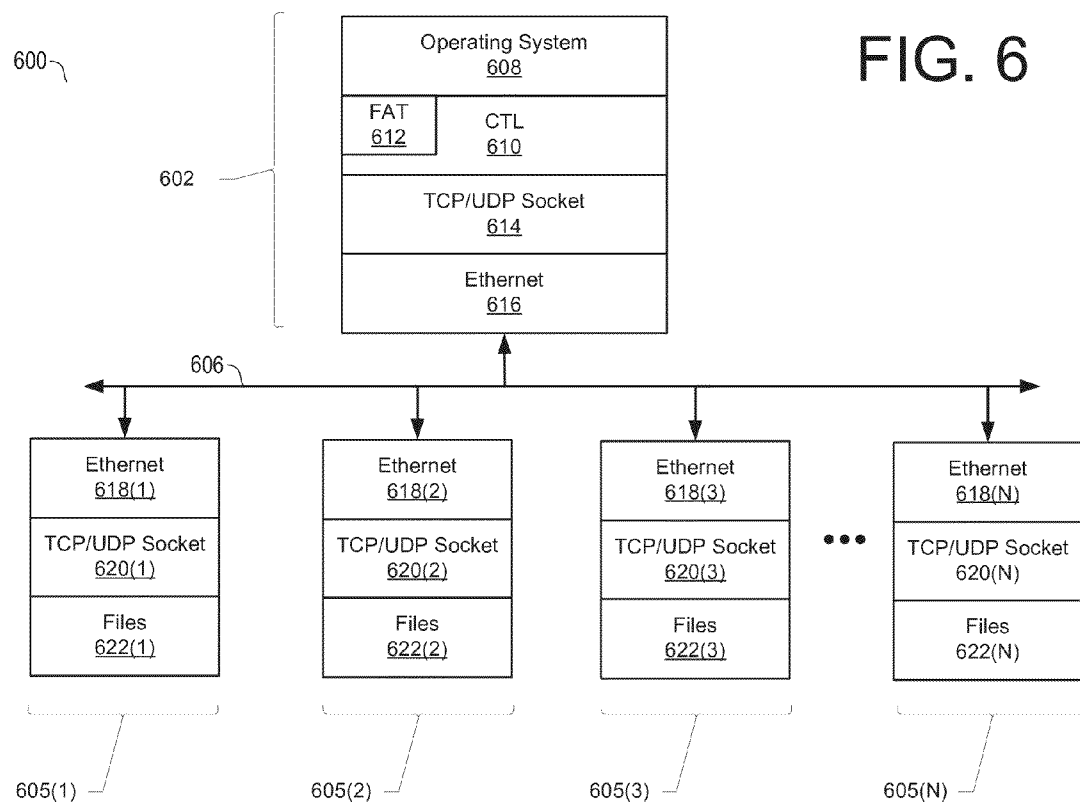 FIG. 6
600
Operating System
608
FAT
612
CTL
610
602
TCP/UDP Socket
614
Ethernet
616
606
Ethernet
618(1)
TCP/UDP Socket
620(1)
Files
622(1)
Ethernet
618(2)
TCP/UDP Socket
620(2)
Files
622(2)
Ethernet
618(3)
TCP/UDP Socket
620(3)
Files
622(3)
Ethernet
618(N)
TCP/UDP Socket
620(N)
Files
622(N)
605(1)
605(2)
605(3)
605(N)